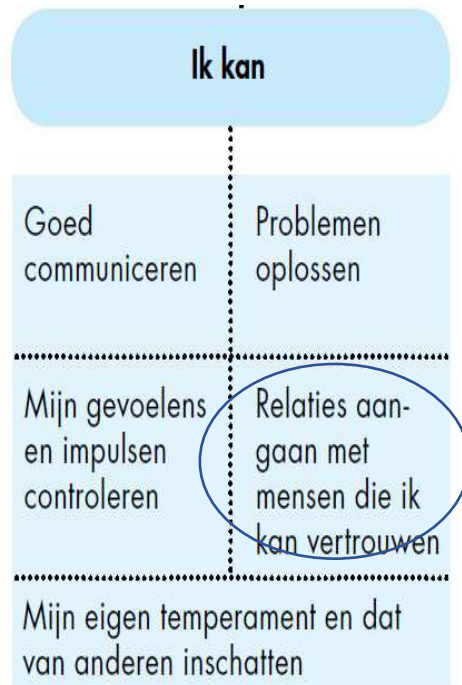 Ik kan
Goed
communiceren
Problemen
oplossen
Mijn gevoelens
en impulsen
controleren
Relaties aan-
gaan met
mensen die ik
kan vertrouwen
Mijn eigen temperament en dat
van anderen inschatten